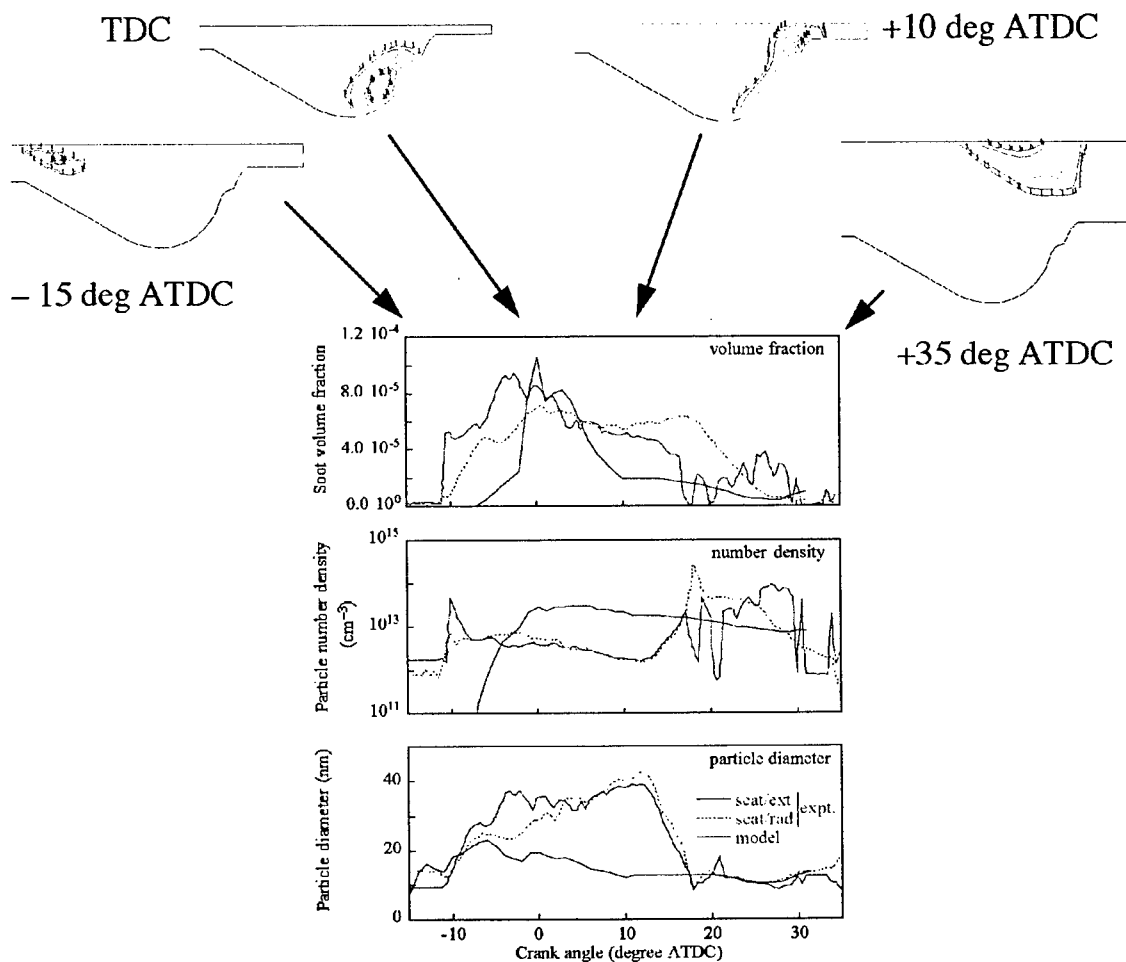 TDC
+10 deg ATDC
− 15 deg ATDC
+35 deg ATDC
1.2 10⁻⁴
volume fraction
8.0 10⁻⁵
4.0 10⁻⁵
0.0 10⁰
Soot volume fraction
10¹⁵
number density
10¹³
10¹¹
Particle number density
(cm⁻³)
particle diameter
40
scat/ext
scat/rad
expt.
model
20
0
Particle diameter (nm)
-10 0 10 20 30
Crank angle (degree ATDC)